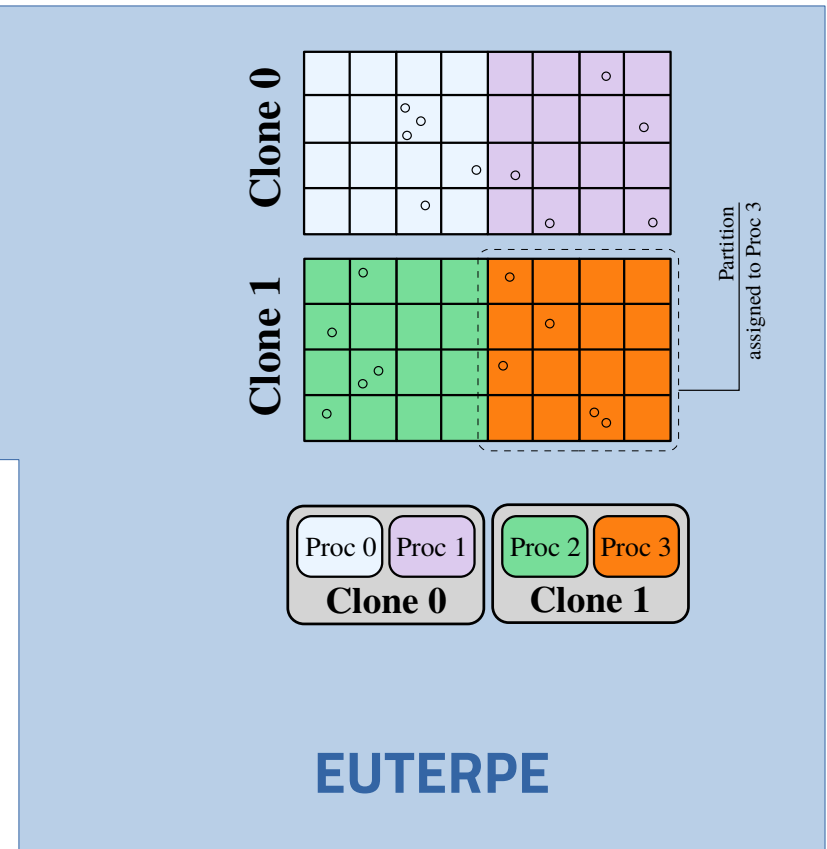 Clone 0
Clone 1
Partition
assigned to Proc 3
Proc 0
Proc 1
Clone 0
Proc 2
Proc 3
Clone 1
EUTERPE